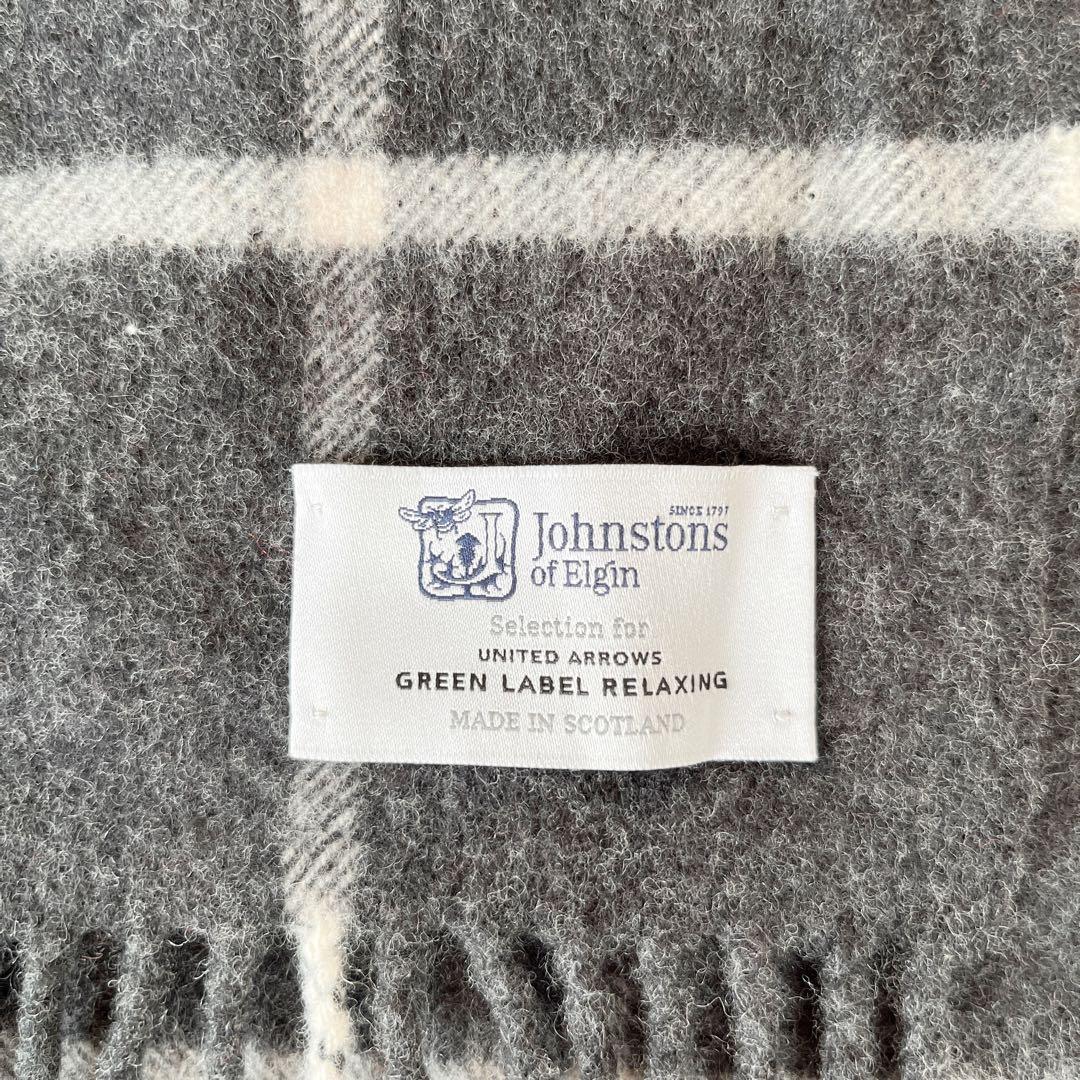 SINCE 1797
Johnstons
of Elgin
Selection for
UNITED ARROWS
GREEN LABEL RELAXING
MADE IN SCOTLAND